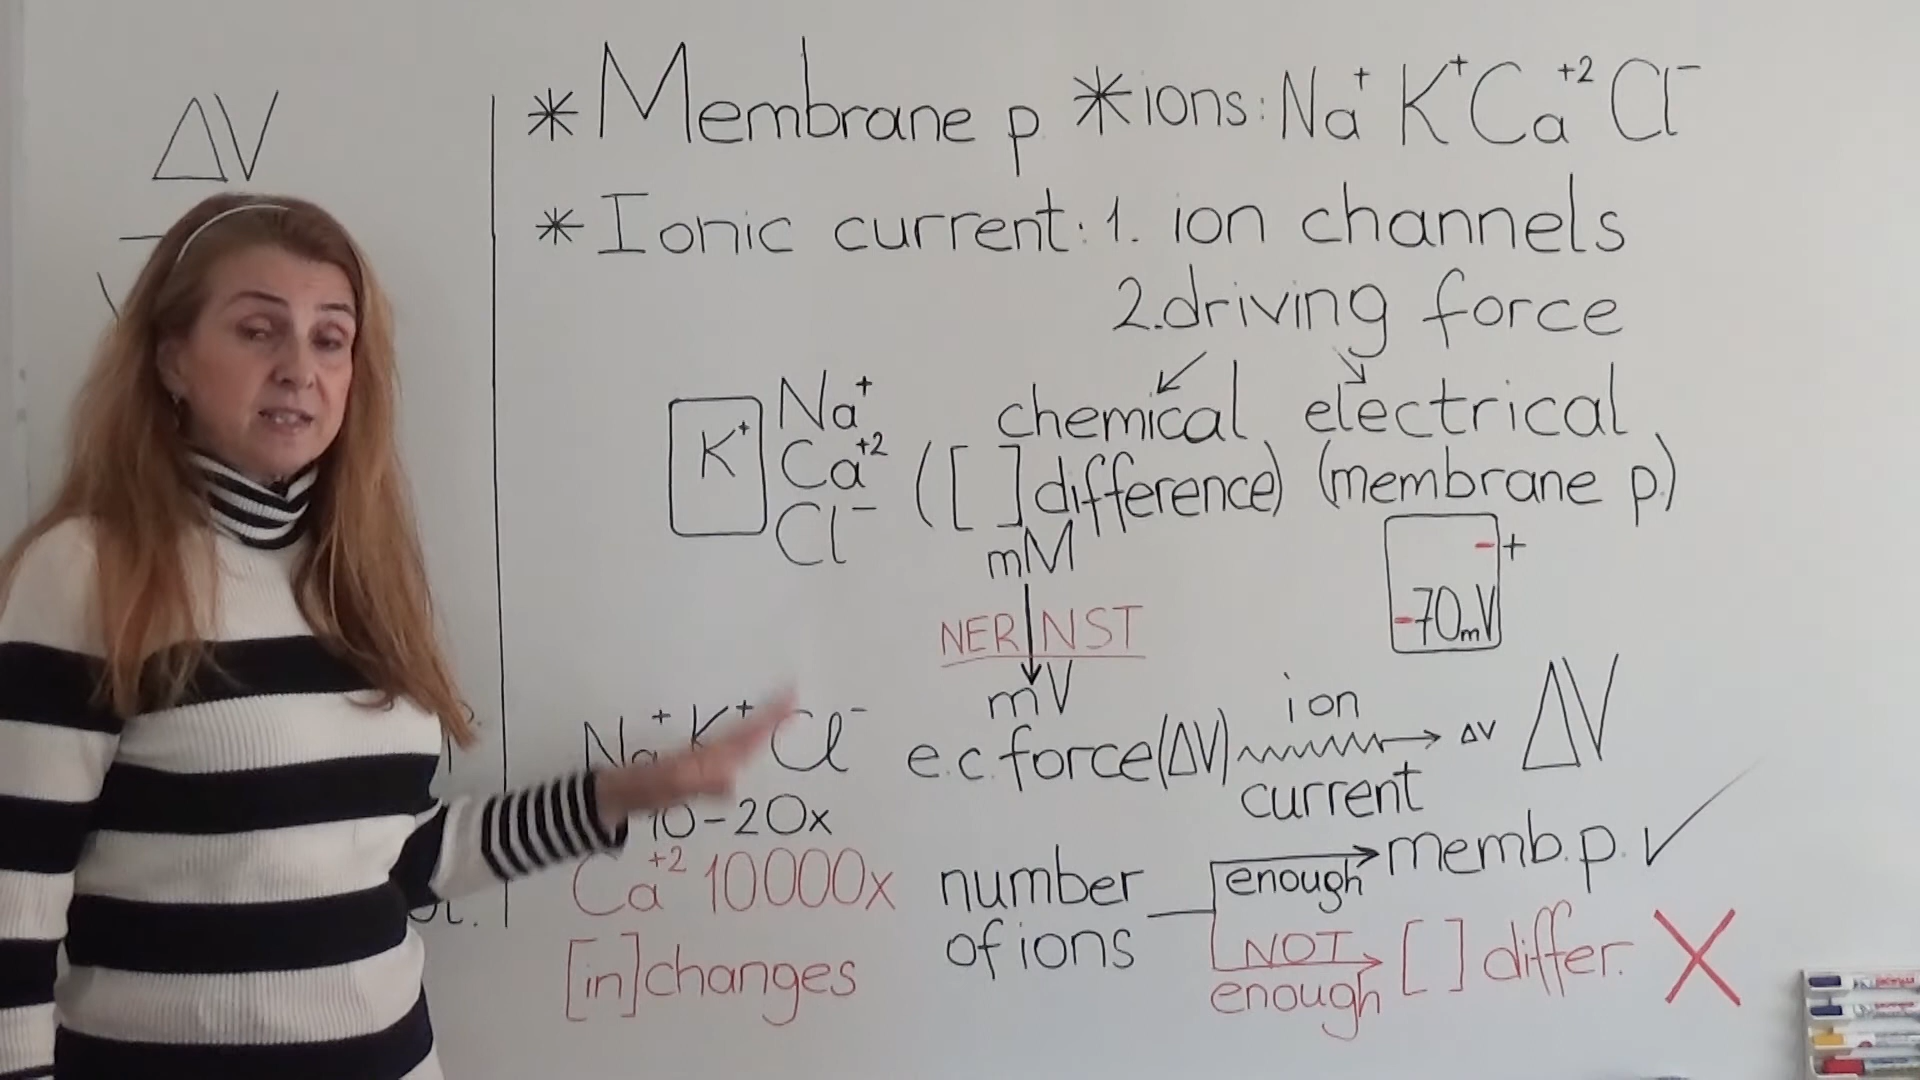 ΔV
* Membrane p. * ions: Na⁺ K⁺ Ca⁺² Cl⁻
* Ionic current: 1. ion channels
2. driving force
K⁺
Na⁺
Ca⁺²
Cl⁻
chemical
([ ] difference)
mM
NERNST
mV
electrical
(membrane p.)
- +
-70mV
Na⁺ K⁺ Cl⁻
10-20x
Ca⁺² 10000x
[in] changes
e.c. force (ΔV)
ion
current
ΔV ΔV
number
of ions
enough
memb. p. ✓
NOT
enough
[ ] differ. X